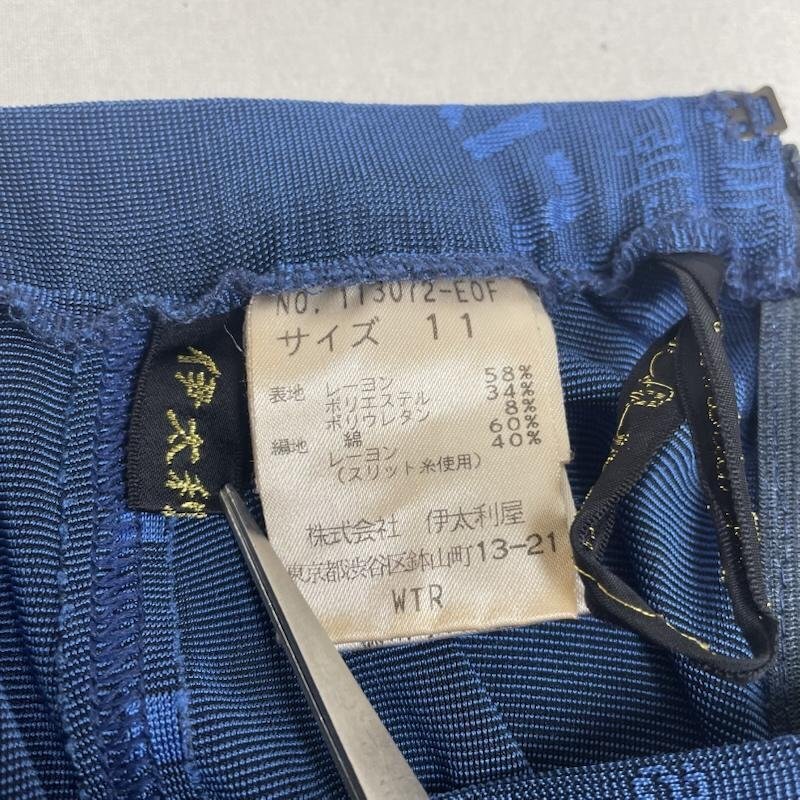 No. 113072-E0F
サイズ 11
表地 レーヨン 58%
ポリエステル 34%
ポリウレタン 8%
編地 綿 60%
レーヨン 40%
(スリット糸使用)
株式会社 伊太利屋
東京都渋谷区鉢山町13-21
WTR
伊太利